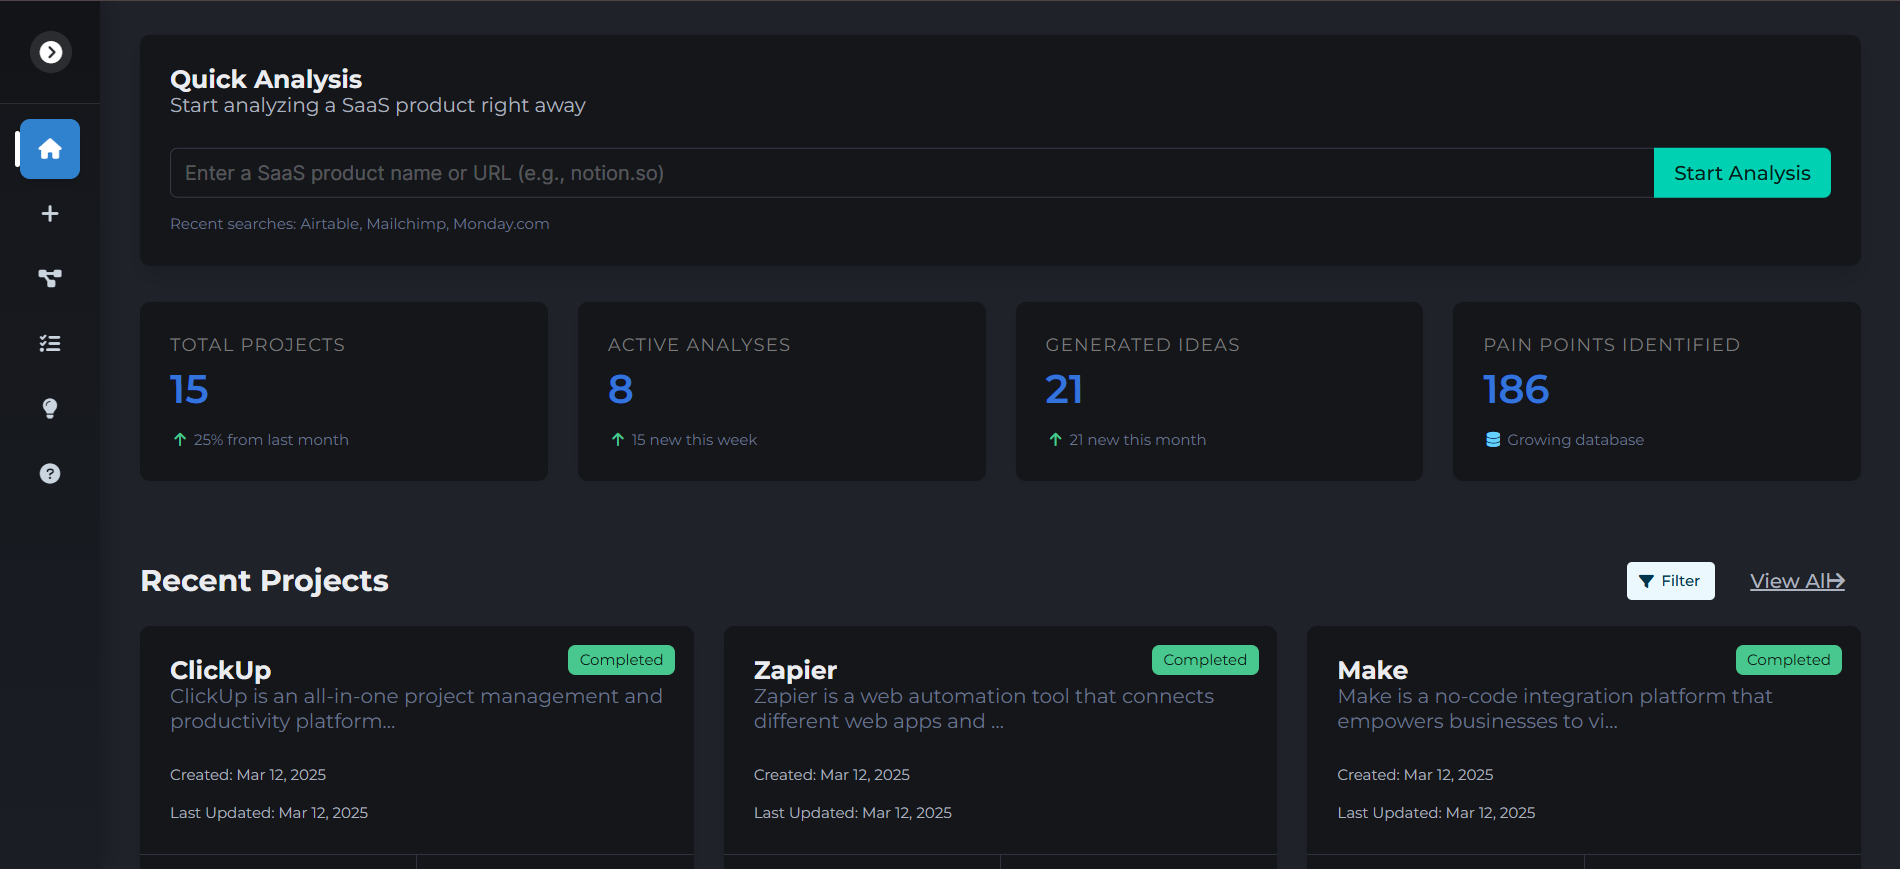 Quick Analysis
Start analyzing a SaaS product right away
Enter a SaaS product name or URL (e.g., notion.so)
Start Analysis
Recent searches: Airtable, Mailchimp, Monday.com
TOTAL PROJECTS
15
25% from last month
ACTIVE ANALYSES
8
15 new this week
GENERATED IDEAS
21
21 new this month
PAIN POINTS IDENTIFIED
186
Growing database
Recent Projects
Filter
View All
ClickUp
Completed
ClickUp is an all-in-one project management and
productivity platform...
Created: Mar 12, 2025
Last Updated: Mar 12, 2025
Zapier
Completed
Zapier is a web automation tool that connects
different web apps and ...
Created: Mar 12, 2025
Last Updated: Mar 12, 2025
Make
Completed
Make is a no-code integration platform that
empowers businesses to vi...
Created: Mar 12, 2025
Last Updated: Mar 12, 2025